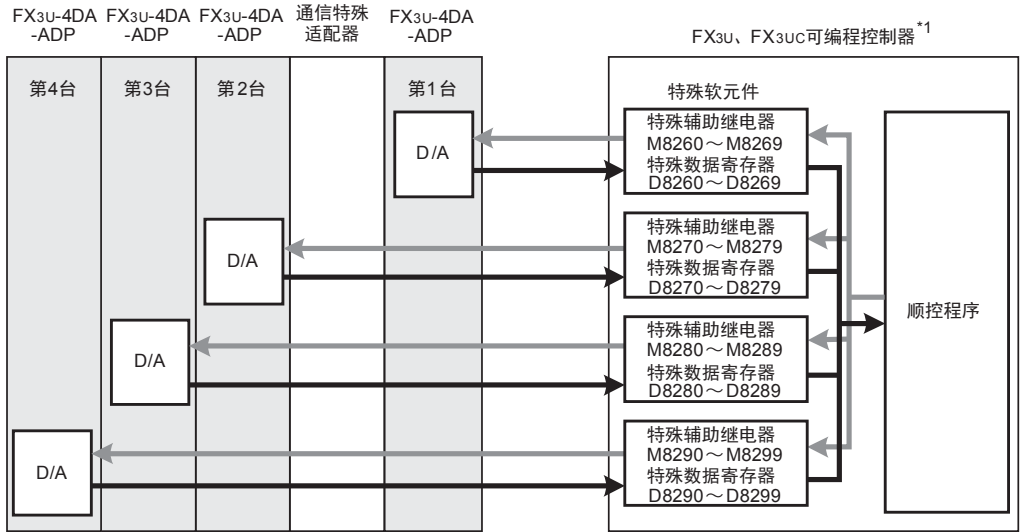 FX3U-4DA
-ADP
FX3U-4DA
-ADP
FX3U-4DA
-ADP
通信特殊
适配器
FX3U-4DA
-ADP
FX3U、FX3UC可编程控制器*1
第4台
第3台
第2台
第1台
特殊软元件
D/A
特殊辅助继电器
M8260～M8269
特殊数据寄存器
D8260～D8269
D/A
特殊辅助继电器
M8270～M8279
特殊数据寄存器
D8270～D8279
顺控程序
D/A
特殊辅助继电器
M8280～M8289
特殊数据寄存器
D8280～D8289
D/A
特殊辅助继电器
M8290～M8299
特殊数据寄存器
D8290～D8299